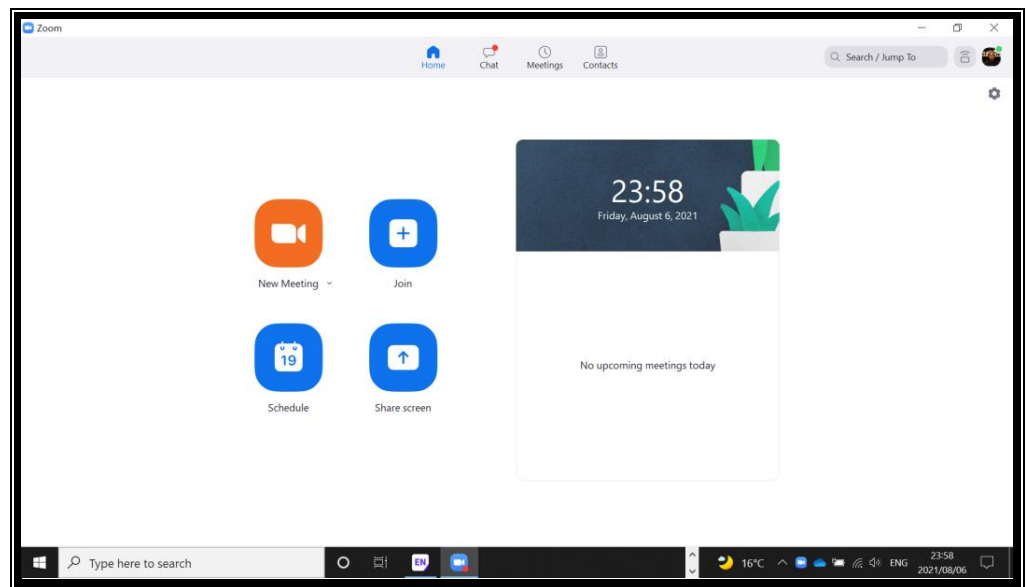 Zoom
Home Chat Meetings Contacts
Search / Jump To
23:58
Friday, August 6, 2021
New Meeting Join
19
Schedule Share screen
No upcoming meetings today
Type here to search
EN
16°C ENG
23:58
2021/08/06